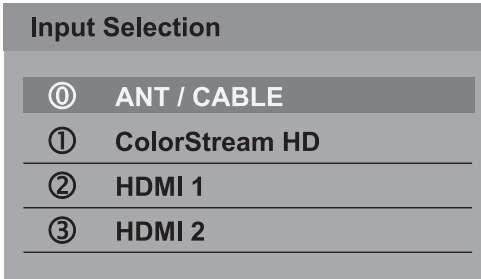 Input Selection
⓪ ANT / CABLE
① ColorStream HD
② HDMI 1
③ HDMI 2